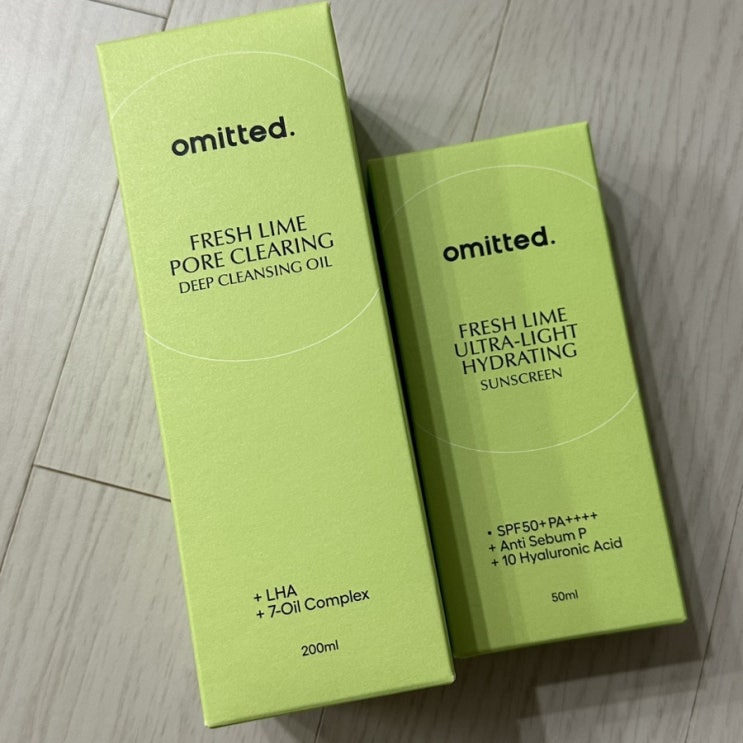 omitted.
FRESH LIME
PORE CLEARING
DEEP CLEANSING OIL
+ LHA
+ 7-Oil Complex
200ml
omitted.
FRESH LIME
ULTRA-LIGHT
HYDRATING
SUNSCREEN
• SPF50+ PA++++
+ Anti Sebum P
+ 10 Hyaluronic Acid
50ml